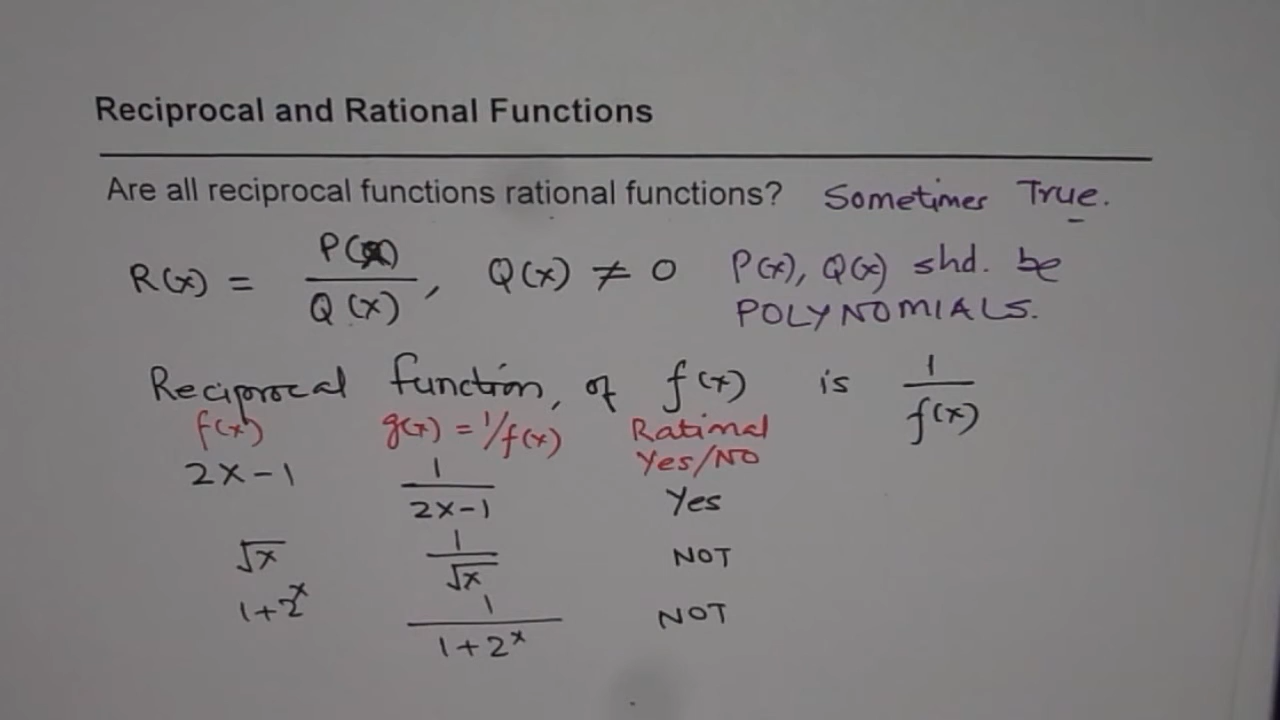 Reciprocal and Rational Functions
Are all reciprocal functions rational functions? Sometimes True.
R(x) = P(x)/Q(x), Q(x) ≠ 0 P(x), Q(x) shd. be
POLYNOMIALS.
Reciprocal function, of f(x) is 1/f(x)
f(x) g(x) = 1/f(x) Rational
Yes/NO
2x-1 1/2x-1 Yes
√x 1/√x NOT
1+2^x 1/1+2^x NOT